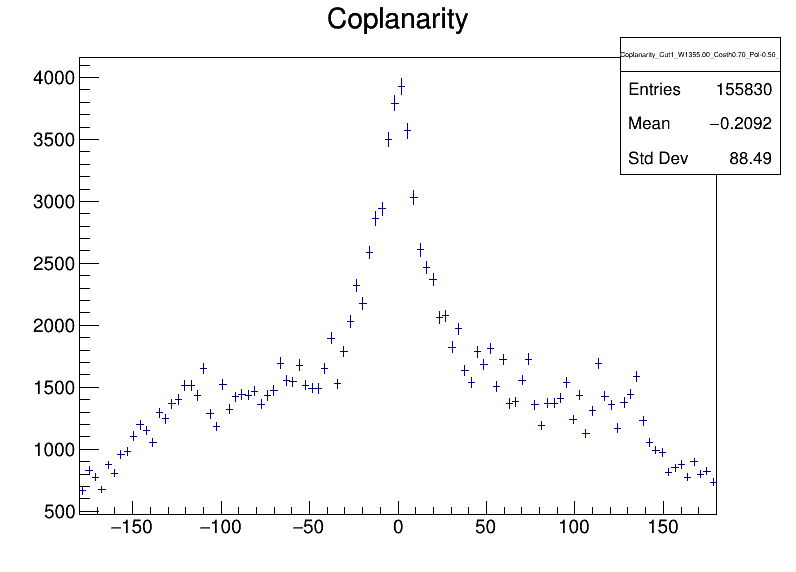 Coplanarity
Coplanarity_Cut1_W1355.00_Costh0.70_Pol-0.50_
Entries 155830
Mean −0.2092
Std Dev 88.49
4000
3500
3000
2500
2000
1500
1000
500
−150 −100 −50 0 50 100 150